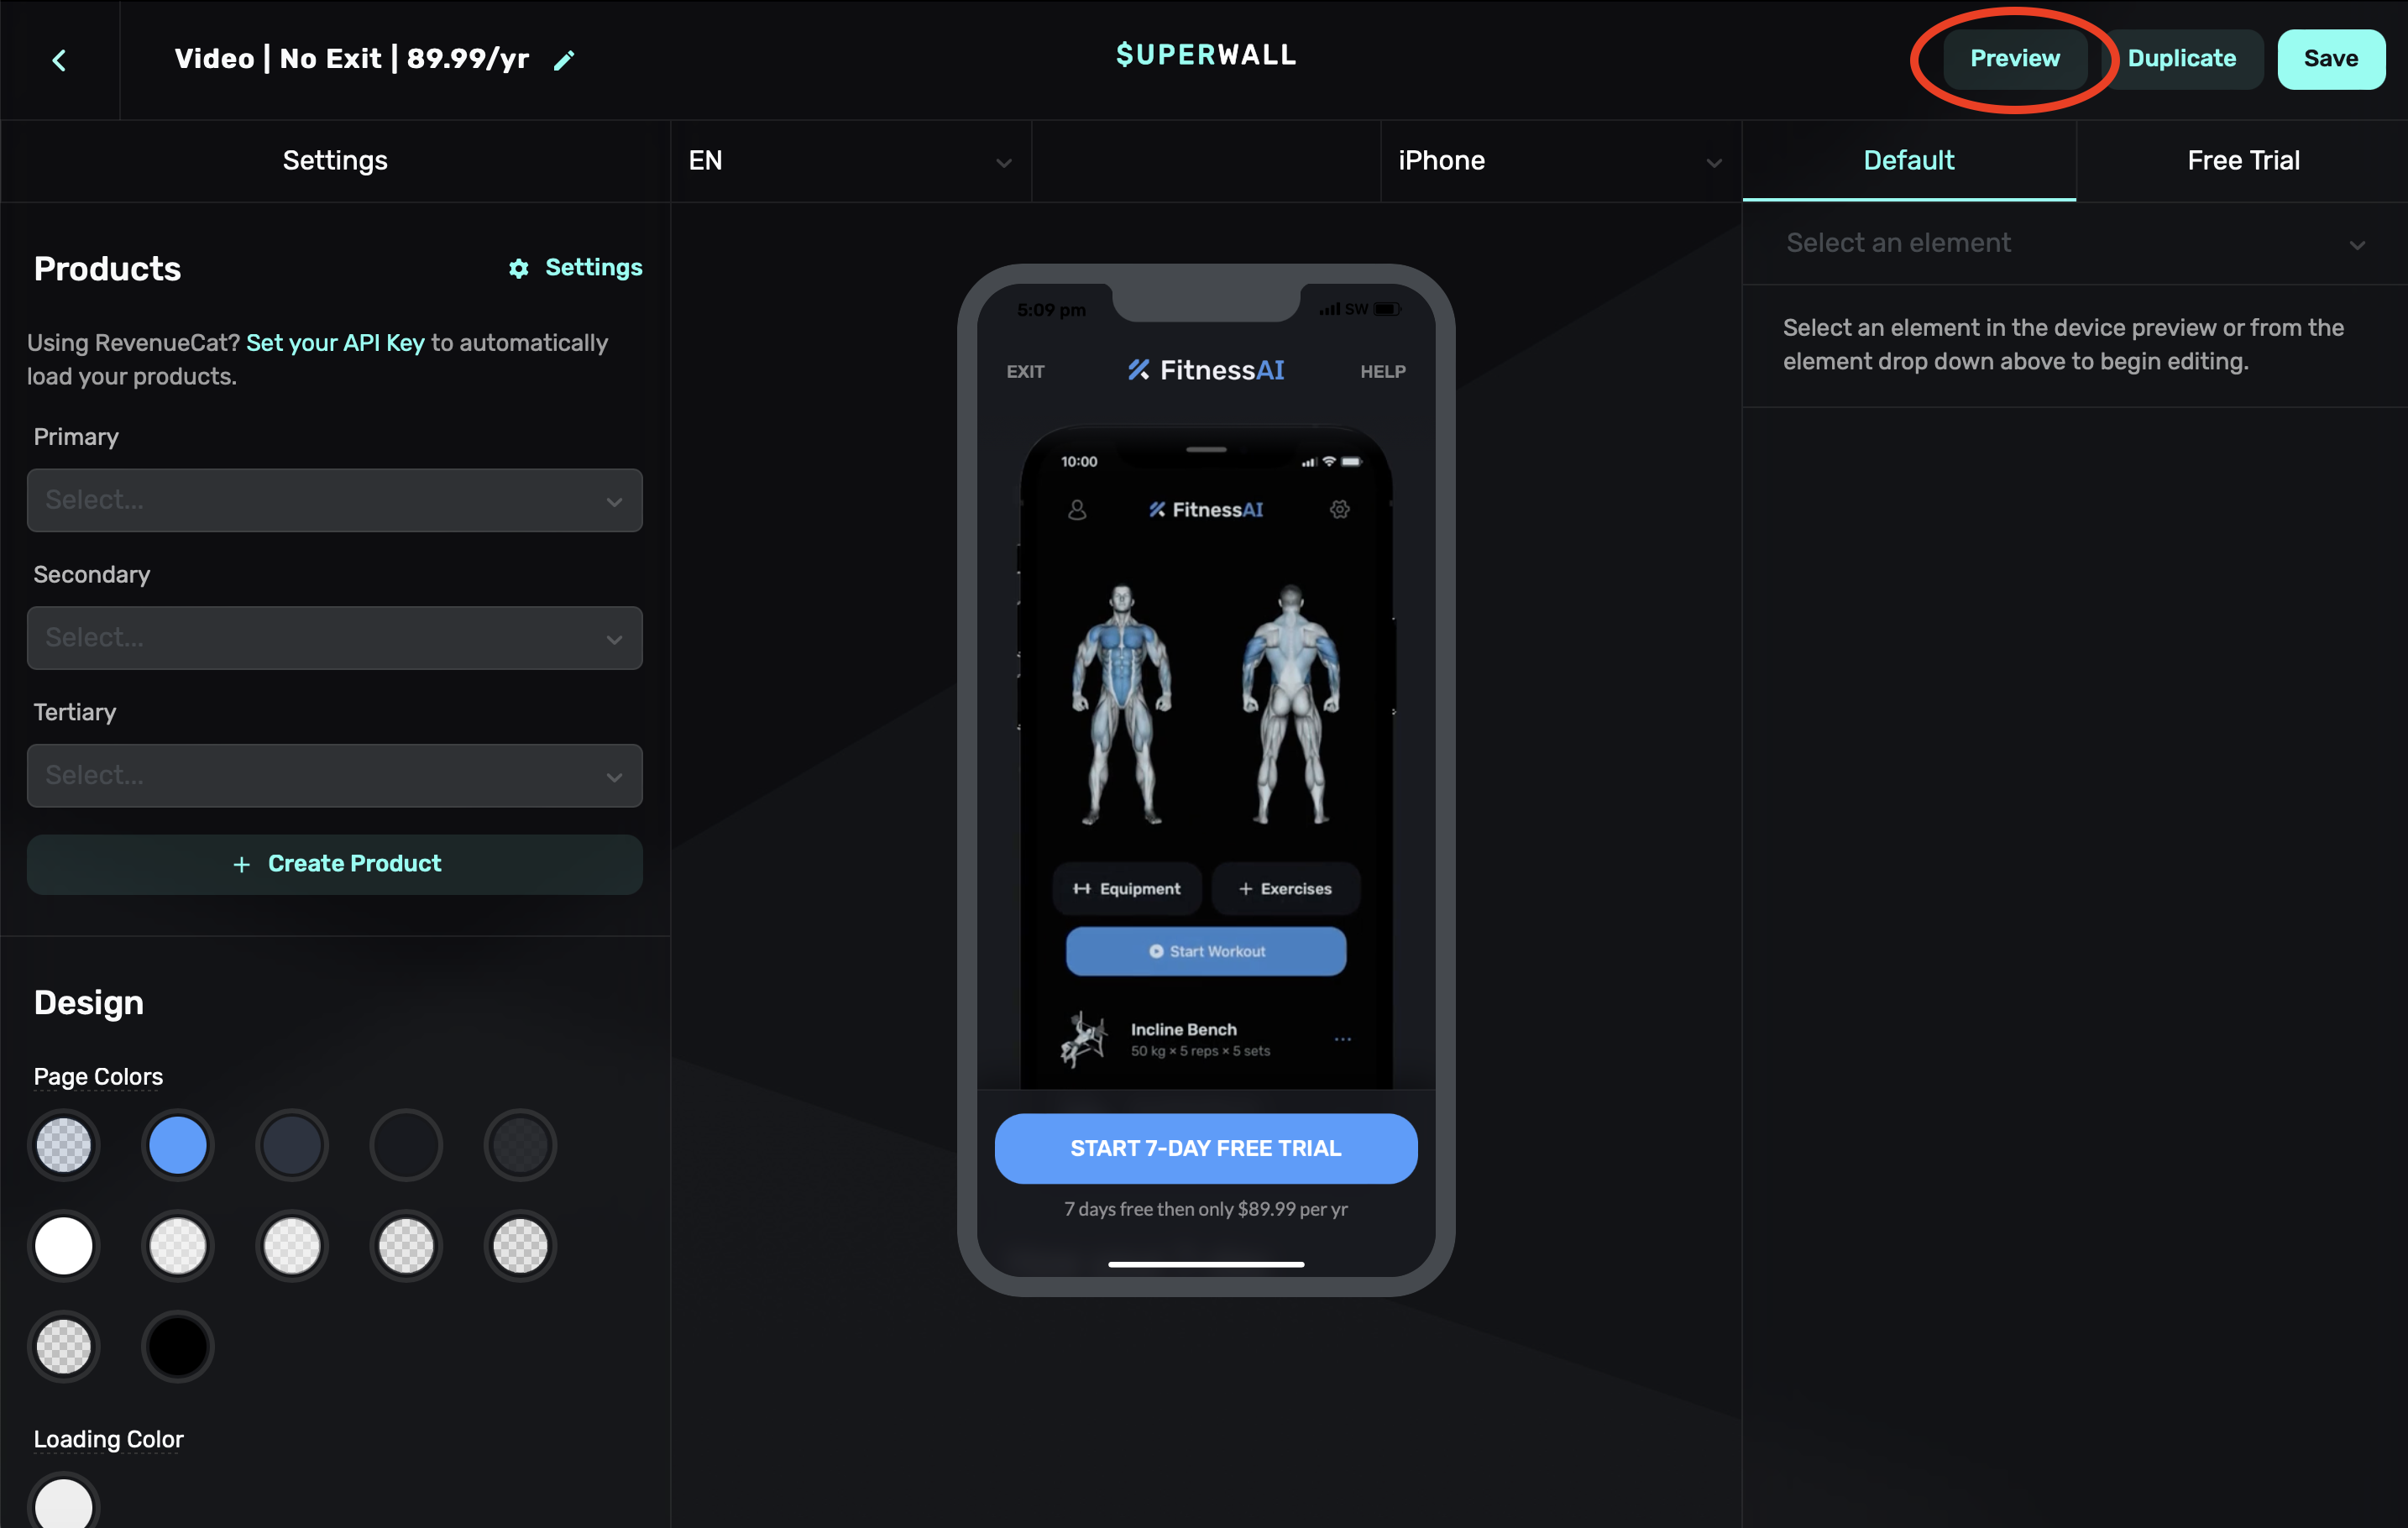 Video | No Exit | 89.99/yr
$UPERWALL
Preview
Duplicate
Save
Settings
EN
iPhone
Default
Free Trial
Products
Settings
Using RevenueCat? Set your API Key to automatically
load your products.
Primary
Select...
Secondary
Select...
Tertiary
Select...
+ Create Product
Design
Page Colors
Loading Color
5:09 pm
SW
EXIT
FitnessAI
HELP
10:00
FitnessAI
Equipment
+ Exercises
Start Workout
Incline Bench
50 kg × 5 reps × 5 sets
START 7-DAY FREE TRIAL
7 days free then only $89.99 per yr
Select an element
Select an element in the device preview or from the
element drop down above to begin editing.